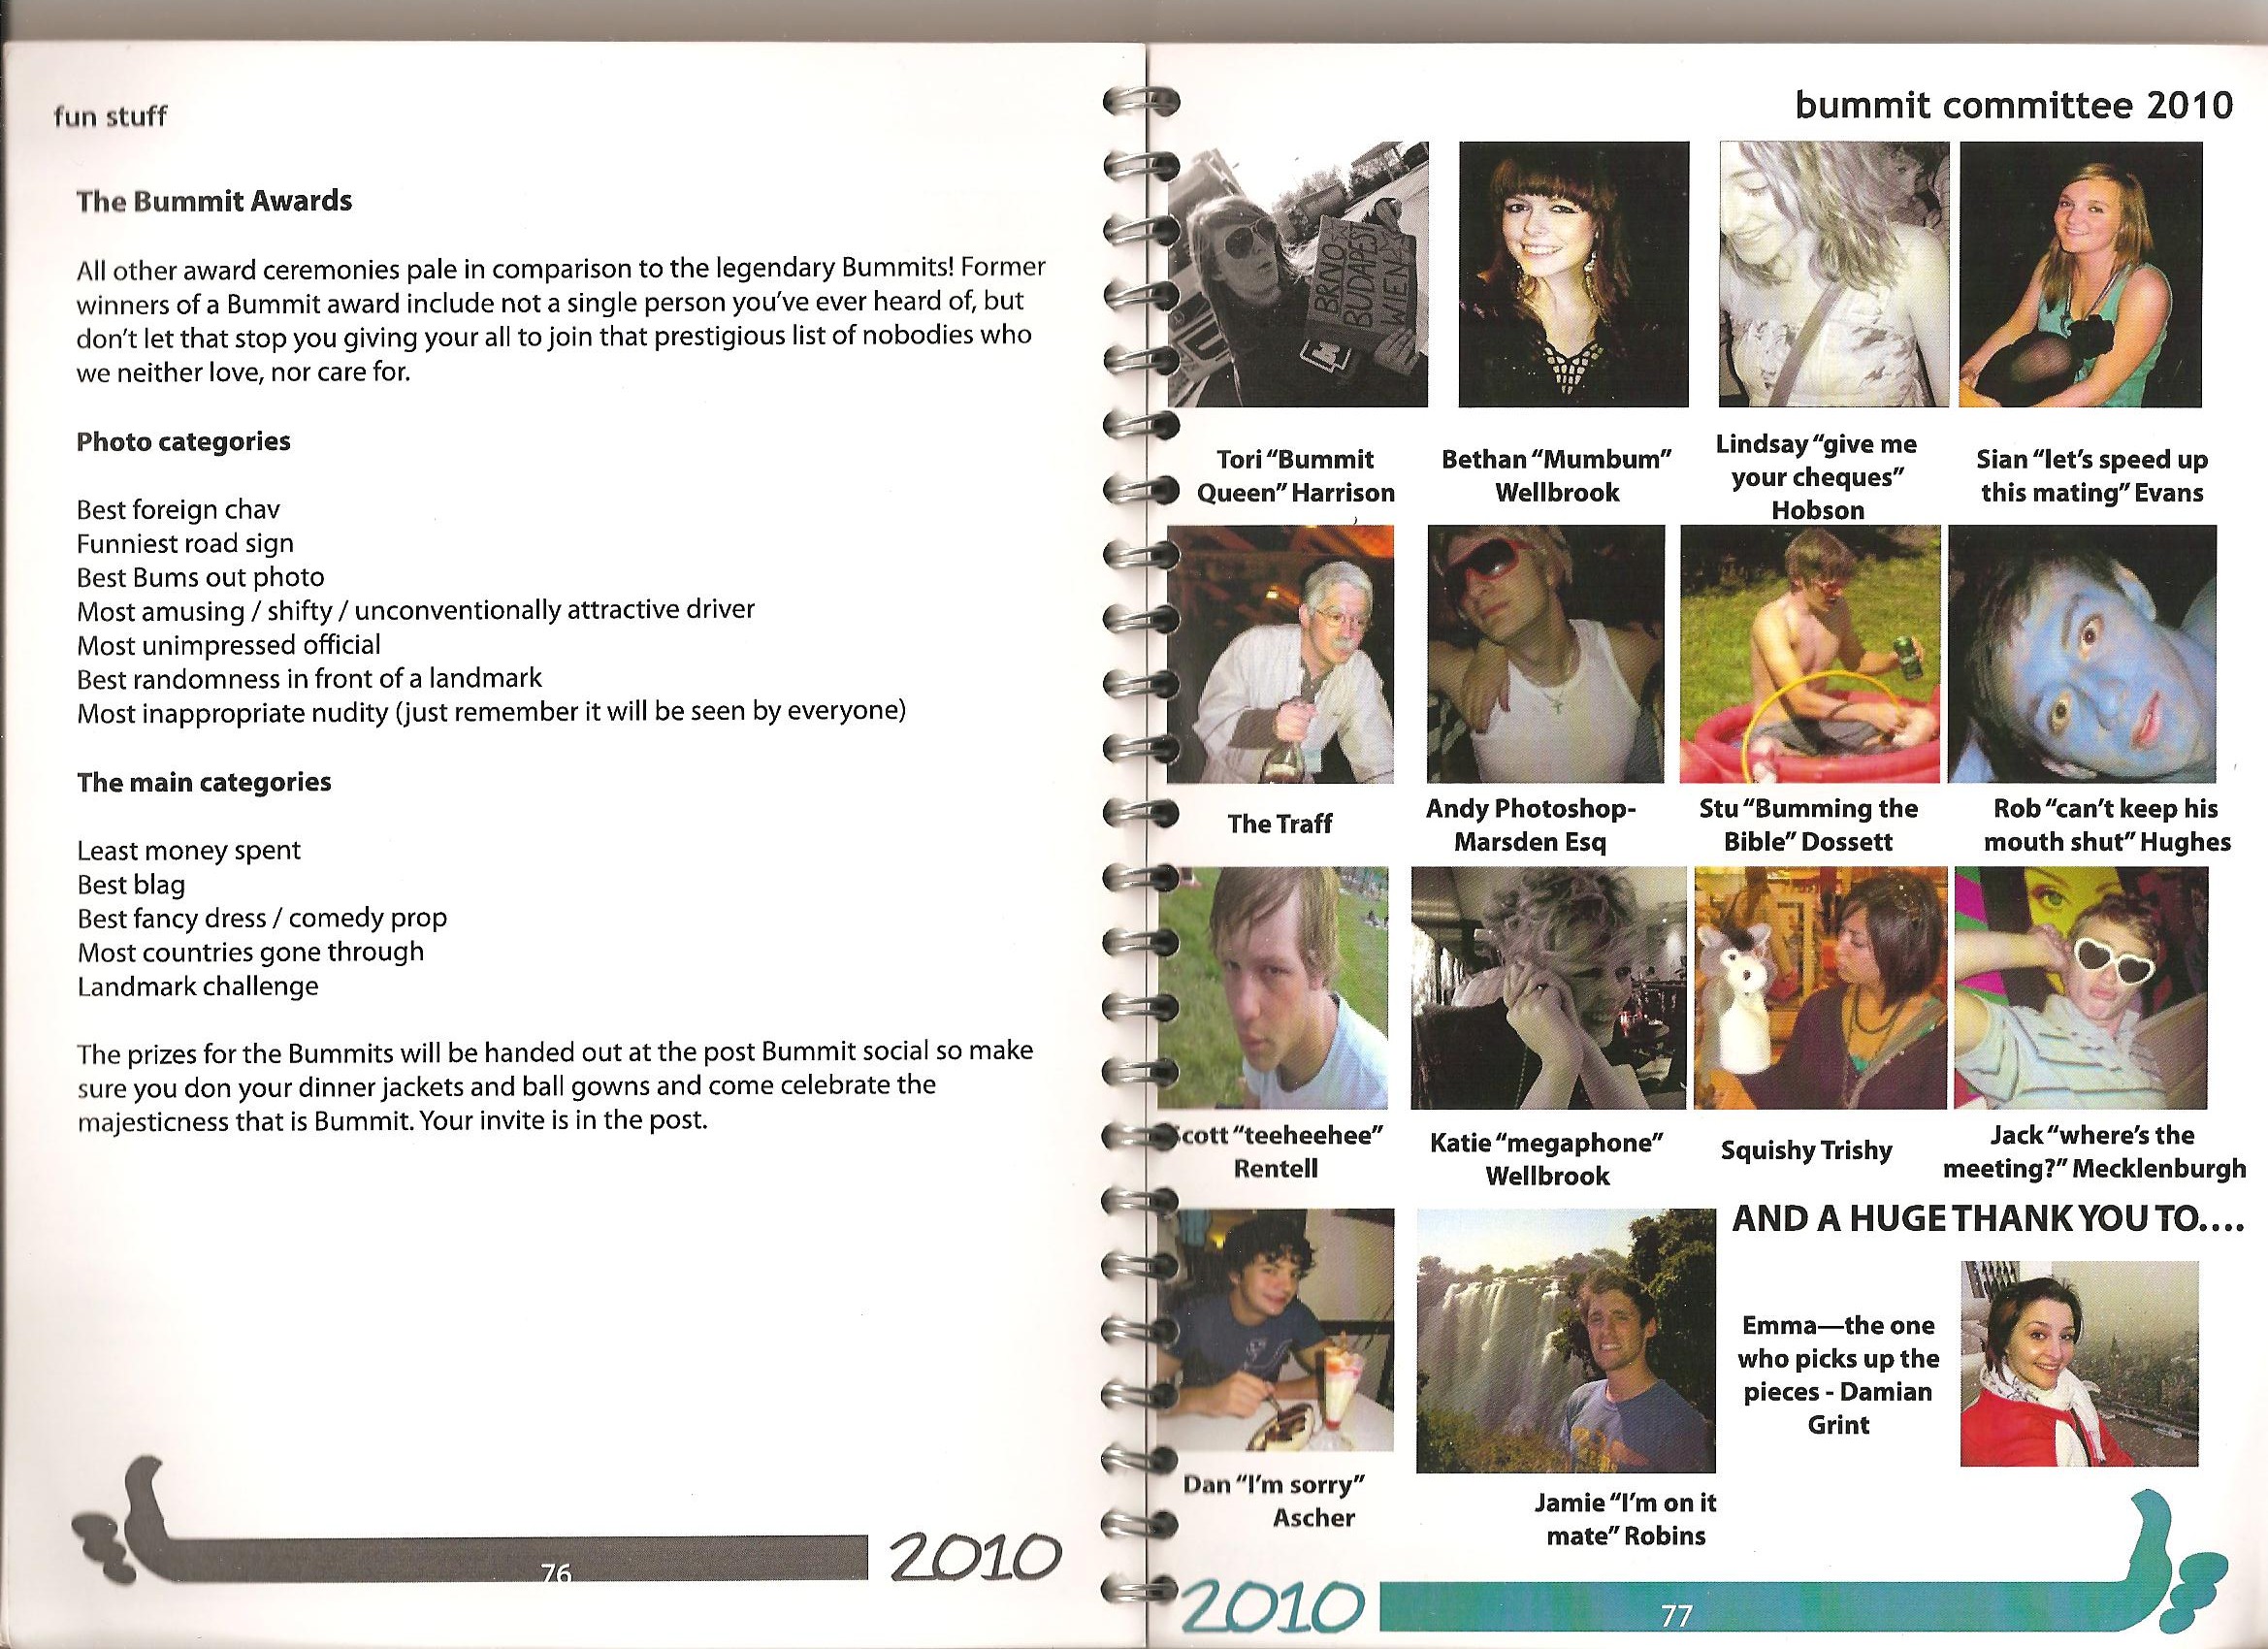 fun stuff
The Bummit Awards
All other award ceremonies pale in comparison to the legendary Bummits! Former
winners of a Bummit award include not a single person you've ever heard of, but
don't let that stop you giving your all to join that prestigious list of nobodies who
we neither love, nor care for.
Photo categories
Best foreign chav
Funniest road sign
Best Bums out photo
Most amusing / shifty / unconventionally attractive driver
Most unimpressed official
Best randomness in front of a landmark
Most inappropriate nudity (just remember it will be seen by everyone)
The main categories
Least money spent
Best blag
Best fancy dress / comedy prop
Most countries gone through
Landmark challenge
The prizes for the Bummits will be handed out at the post Bummit social so make
sure you don your dinner jackets and ball gowns and come celebrate the
majesticness that is Bummit. Your invite is in the post.
76
2010
bummit committee 2010
BRNO
BUDAPEST
WIEN
Tori "Bummit
Queen" Harrison
Bethan "Mumbum"
Wellbrook
Lindsay "give me
your cheques"
Hobson
Sian "let's speed up
this mating" Evans
The Traff
Andy Photoshop-
Marsden Esq
Stu "Bumming the
Bible" Dossett
Rob "can't keep his
mouth shut" Hughes
Scott "teeheehee"
Rentell
Katie "megaphone"
Wellbrook
Squishy Trishy
Jack "where's the
meeting?" Mecklenburgh
Dan "I'm sorry"
Ascher
Jamie "I'm on it
mate" Robins
AND A HUGE THANK YOU TO....
Emma—the one
who picks up the
pieces - Damian
Grint
2010
77